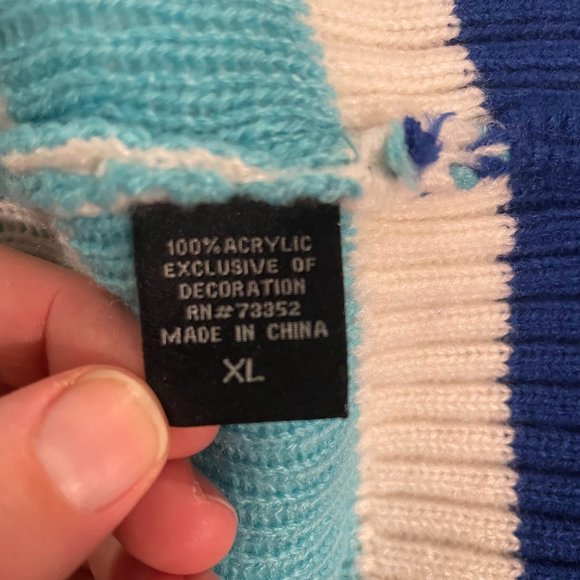 100% ACRYLIC
EXCLUSIVE OF
DECORATION
RN#73352
MADE IN CHINA
XL